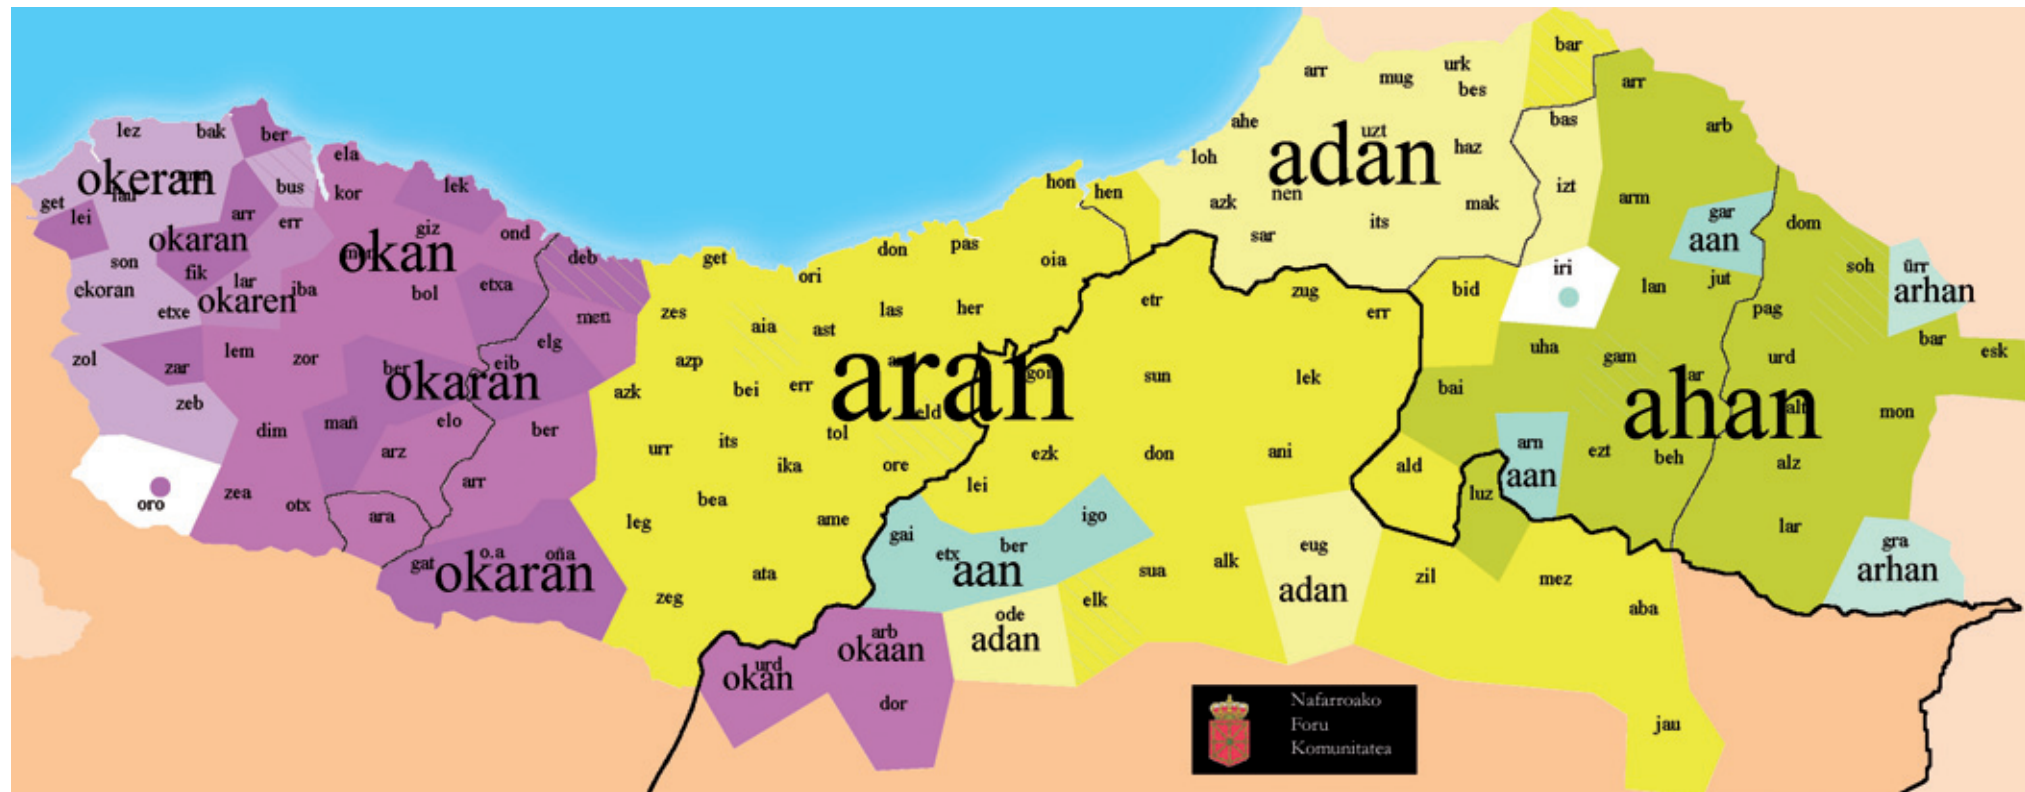 bar
arr
mug
urk
bes
arr
lez
bak
ber
ahe
uzt
bas
arb
ela
loh
adan
haz
okeran
bus
kor
lek
hon
hen
azk
nen
mak
izt
arm
get
lei
arr
err
giz
ond
sar
its
gar
dom
okaran
okan
don
pas
aan
son
fik
lar
deb
get
ori
oia
iri
soh
ürr
ekoran
okaren
iba
bol
etxa
las
her
etr
zug
bid
lan
jut
arhan
etxe
men
zes
aia
ast
err
pag
zol
zar
lem
zor
ber
eib
elg
azp
aran
goi
sun
lek
uha
gam
urd
bar
esk
zeb
okaran
azk
bei
err
eld
bai
ar
ahan
alt
mon
dim
mañ
elo
ber
its
tol
arz
urr
ika
ore
ezk
don
ani
ald
arn
aan
ezt
beh
alz
oro
zea
otx
arr
bea
lei
luz
ara
leg
ame
gai
igo
lar
gat
o.a
oña
okaran
etx
ber
aan
eug
gra
arhan
ata
sua
alk
adan
zil
mez
zeg
elk
aba
arb
okaan
ode
adan
urd
okan
dor
jau
Nafarroako
Foru
Komunitatea